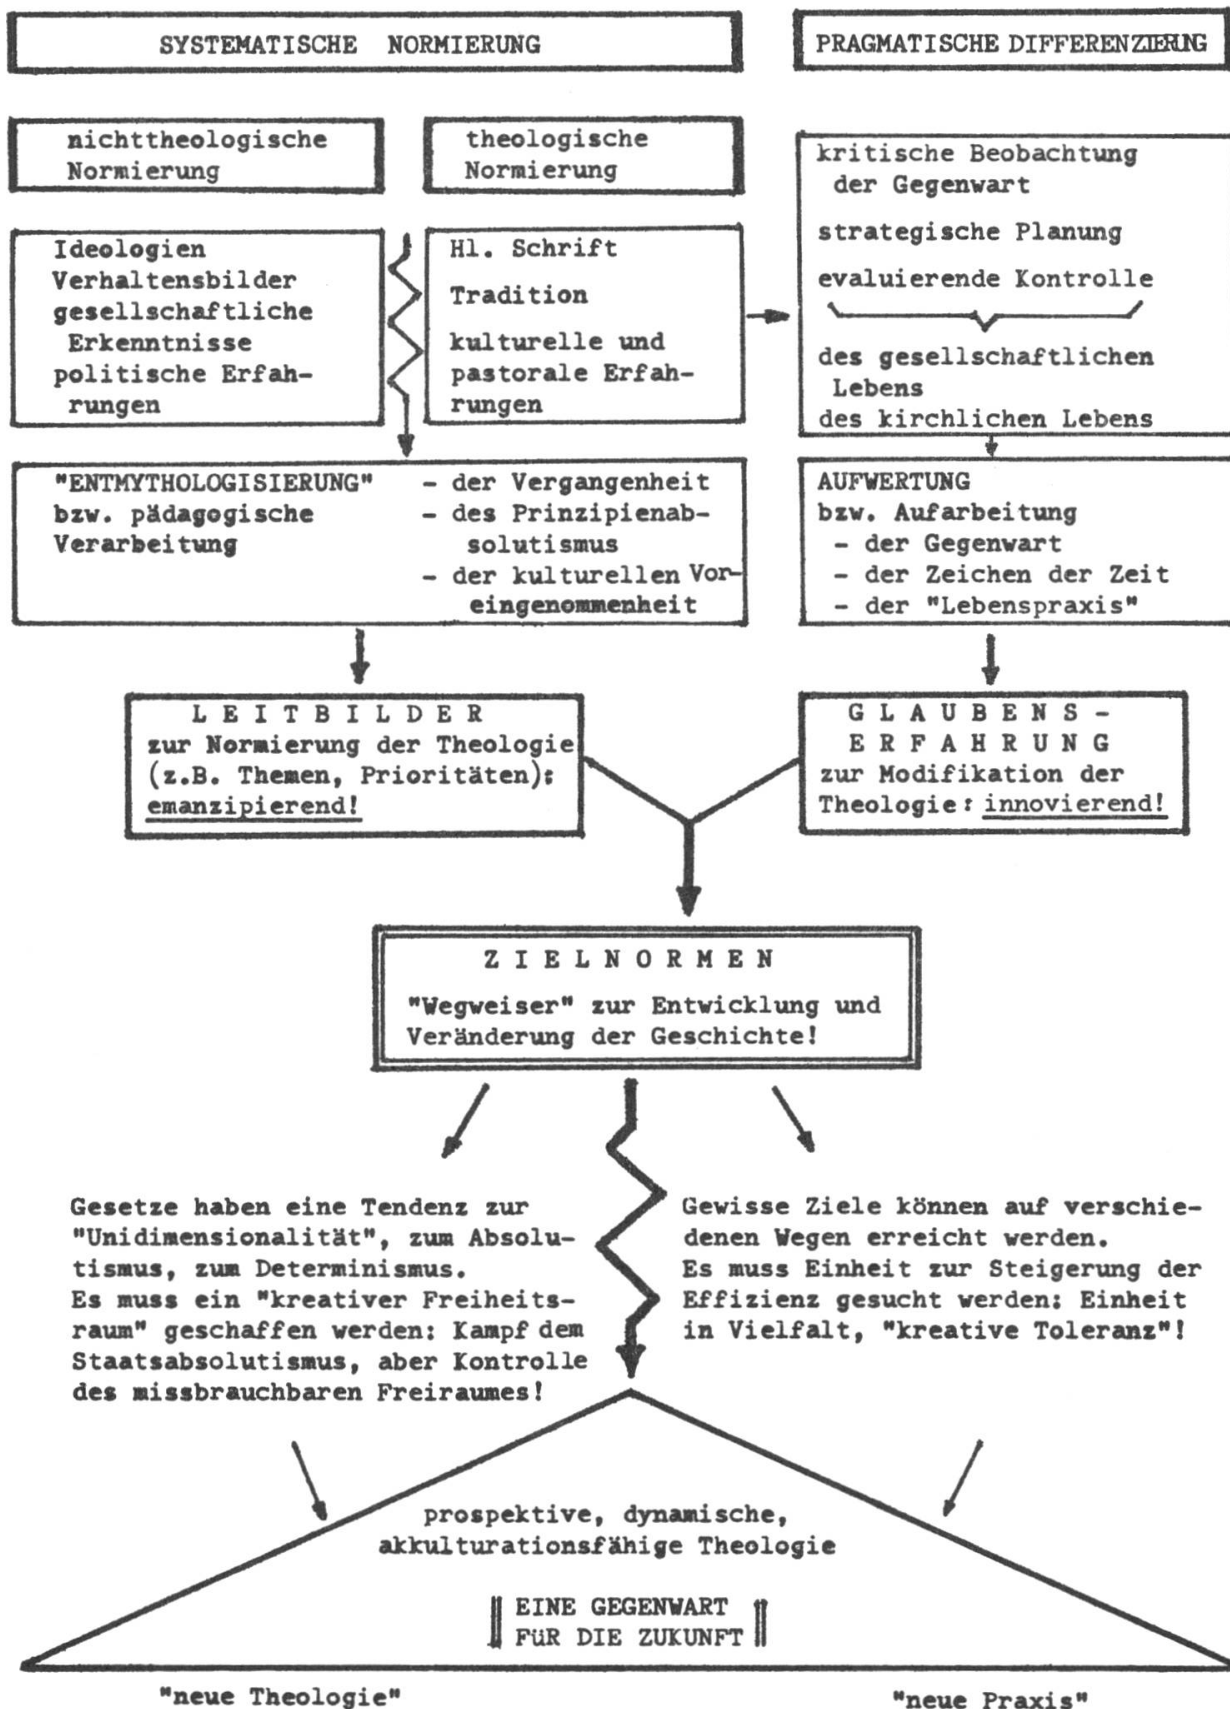 SYSTEMATISCHE NORMIERUNG
PRAGMATISCHE DIFFERENZIERUNG
nichttheologische
Normierung
theologische
Normierung
Ideologien
Verhaltensbilder
gesellschaftliche
Erkenntnisse
politische Erfah-
rungen
Hl. Schrift
Tradition
kulturelle und
pastorale Erfah-
rungen
kritische Beobachtung
der Gegenwart
strategische Planung
evaluierende Kontrolle
des gesellschaftlichen
Lebens
des kirchlichen Lebens
"ENTMYTHOLOGISIERUNG"
bzw. pädagogische
Verarbeitung
- der Vergangenheit
- des Prinzipienab-
solutismus
- der kulturellen Vor-
eingenommenheit
AUFWERTUNG
bzw. Aufarbeitung
- der Gegenwart
- der Zeichen der Zeit
- der "Lebenspraxis"
LEITBILDER
zur Normierung der Theologie
(z.B. Themen, Prioritäten):
emanzipierend!
GLAUBENS-
ERFAHRUNG
zur Modifikation der
Theologie: innovierend!
ZIELNORMEN
"Wegweiser" zur Entwicklung und
Veränderung der Geschichte!
Gesetze haben eine Tendenz zur
"Unidimensionalität", zum Absolu-
tismus, zum Determinismus.
Es muss ein "kreativer Freiheits-
raum" geschaffen werden: Kampf dem
Staatsabsolutismus, aber Kontrolle
des missbrauchbaren Freiraumes!
Gewisse Ziele können auf verschie-
denen Wegen erreicht werden.
Es muss Einheit zur Steigerung der
Effizienz gesucht werden: Einheit
in Vielfalt, "kreative Toleranz"!
prospektive, dynamische,
akkulturationsfähige Theologie
EINE GEGENWART
FüR DIE ZUKUNFT
"neue Theologie"
"neue Praxis"